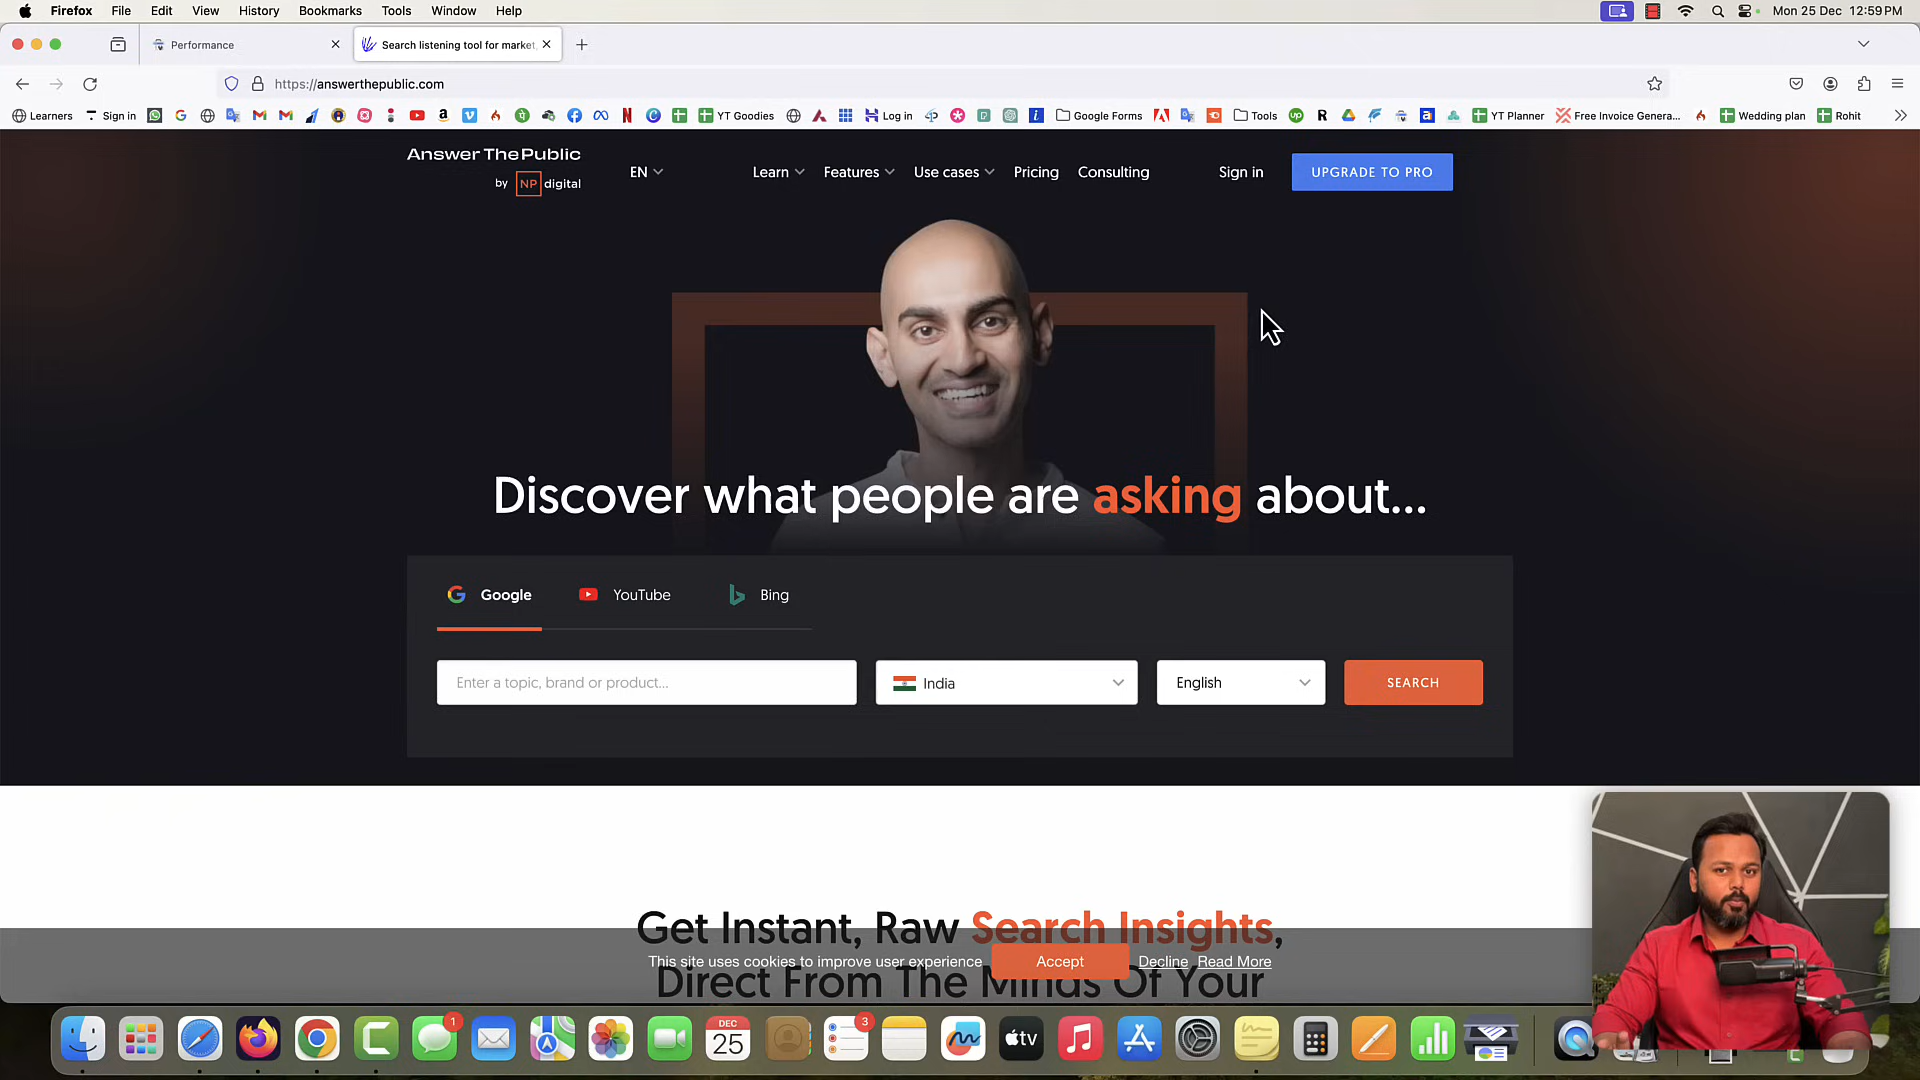 Firefox File Edit View History Bookmarks Tools Window Help
Mon 25 Dec 12:59 PM
Performance
Search listening tool for market
https://answerthepublic.com
Learners Sign in YT Goodies Log in Google Forms Tools YT Planner Free Invoice Genera... Wedding plan Rohit
Answer ThePublic
by NP digital
EN Learn Features Use cases Pricing Consulting Sign in UPGRADE TO PRO
Discover what people are asking about...
Google YouTube Bing
Enter a topic, brand or product...
India
English
SEARCH
Get Instant, Raw Search Insights,
This site uses cookies to improve user experience Accept Decline Read More
Direct From The Minds Of Your
1
DEC
25
3
tv